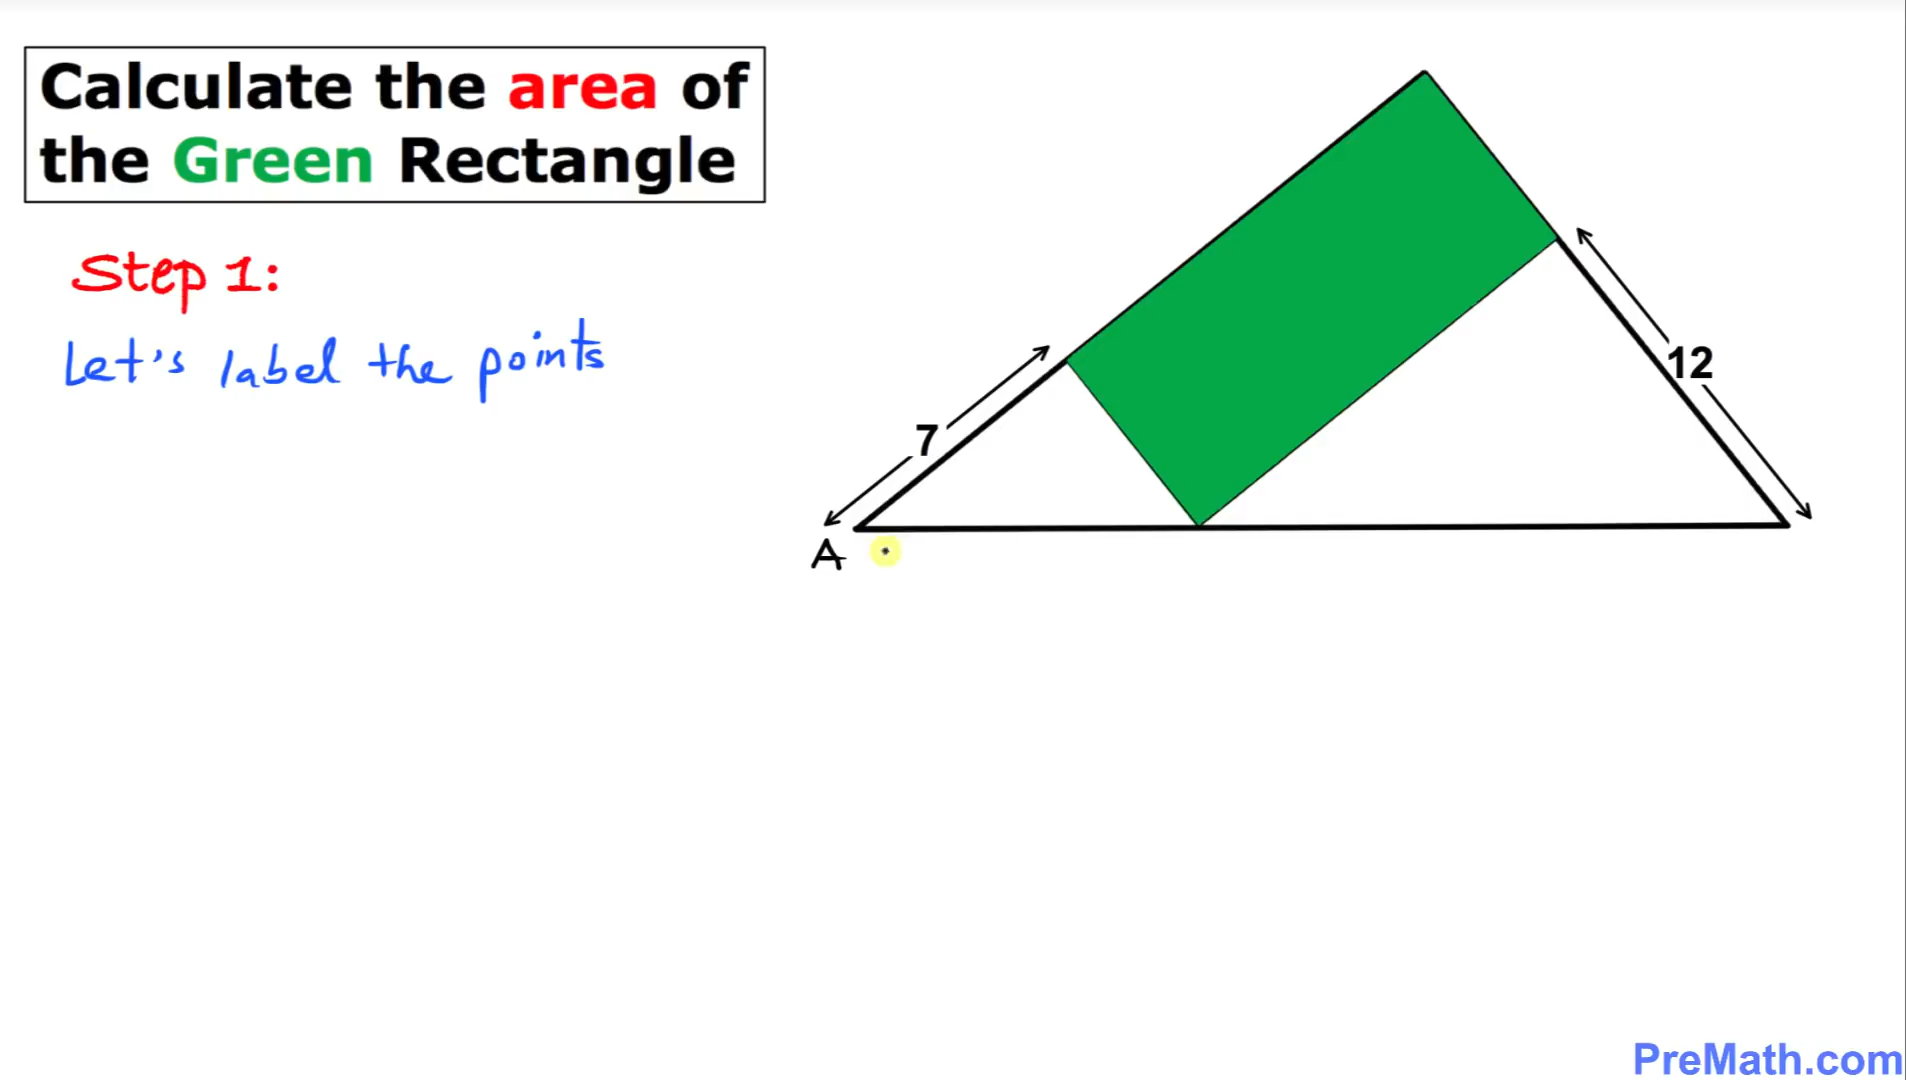 Calculate the area of
the Green Rectangle
Step 1:
Let's label the points
7
12
A
PreMath.com